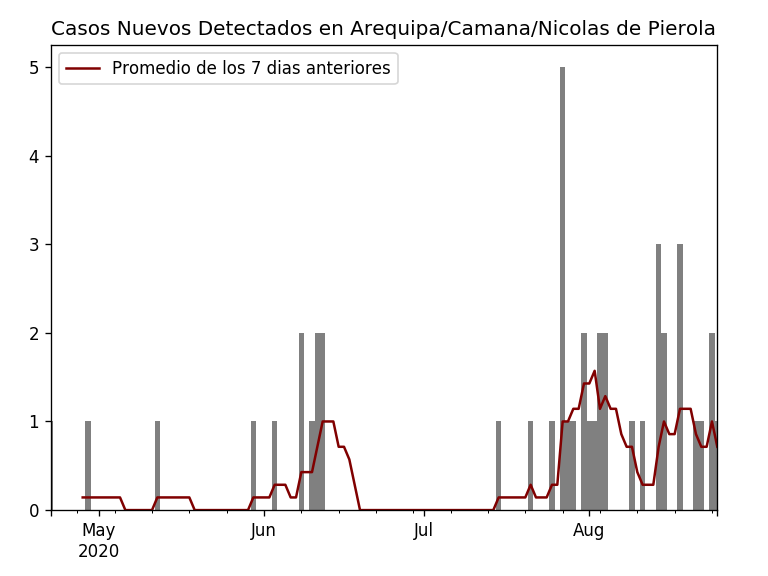 Casos Nuevos Detectados en Arequipa/Camana/Nicolas de Pierola
Promedio de los 7 dias anteriores
5
4
3
2
1
0
May Jun Jul Aug
2020